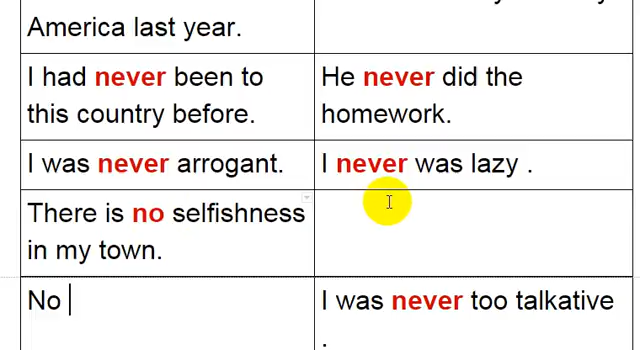 America last year.
I had never been to
this country before.
He never did the
homework.
I was never arrogant.
I never was lazy .
There is no selfishness
in my town.
No
I was never too talkative
.